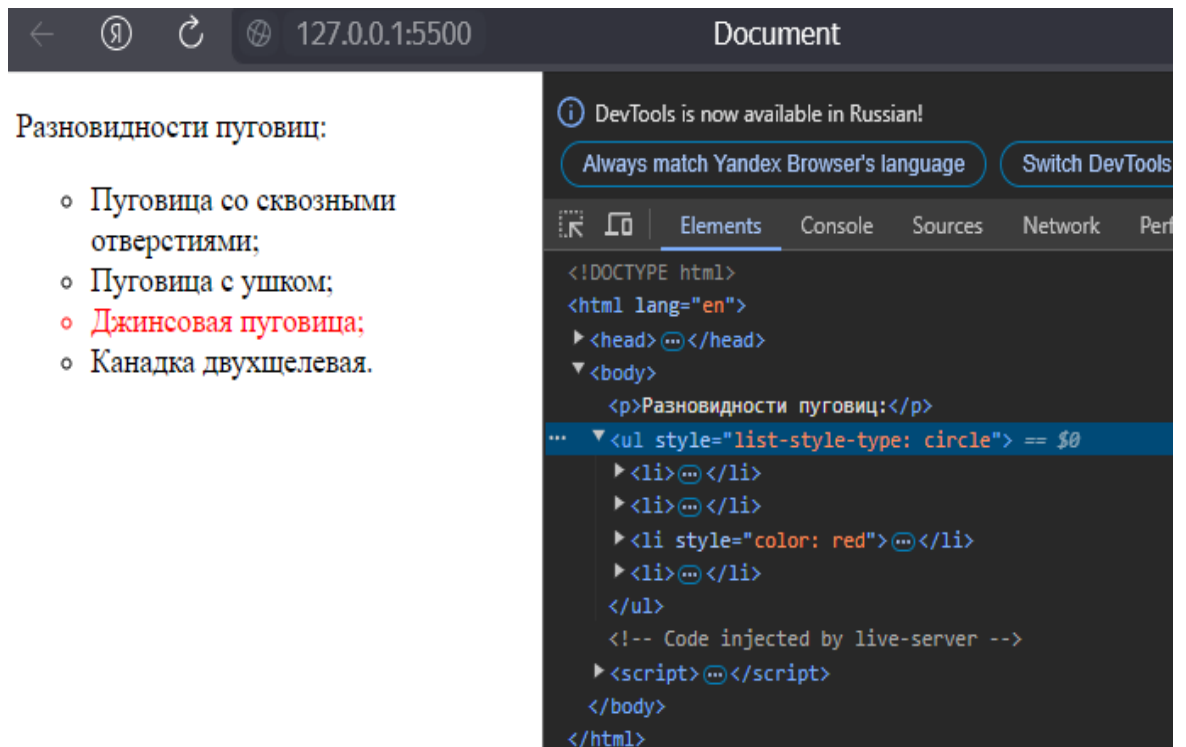 Я 127.0.0.1:5500 Document
Разновидности пуговиц:
Пуговица со сквозными
отверстиями;
Пуговица с ушком;
Джинсовая пуговица;
Канадка двухщелевая.
DevTools is now available in Russian!
Always match Yandex Browser's language Switch DevTools
Elements Console Sources Network Perf
<!DOCTYPE html>
<html lang="en">
<head>…</head>
<body>
<p>Разновидности пуговиц:</p>
… <ul style="list-style-type: circle"> == $0
<li>…</li>
<li>…</li>
<li style="color: red">…</li>
<li>…</li>
</ul>
<!-- Code injected by live-server -->
<script>…</script>
</body>
</html>